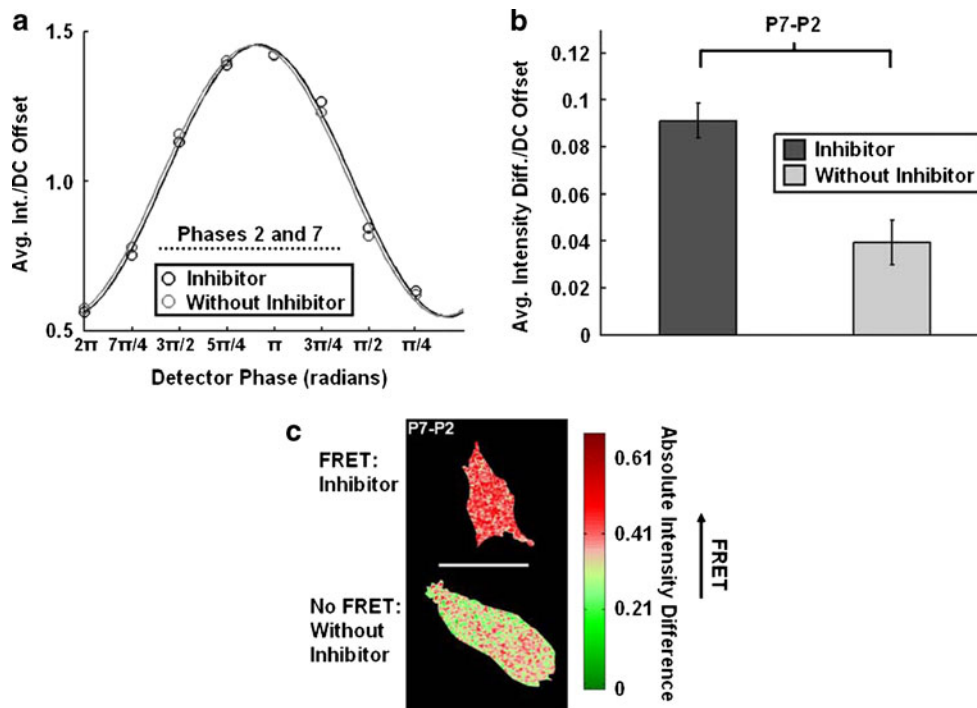 a
1.5
1.0
0.5
Avg. Int./DC Offset
Phases 2 and 7
Inhibitor
Without Inhibitor
2π 7π/4 3π/2 5π/4 π 3π/4 π/2 π/4
Detector Phase (radians)
b
P7-P2
0.12
0.1
0.08
0.06
0.04
0.02
0
Avg. Intensity Diff./DC Offset
Inhibitor
Without Inhibitor
c
P7-P2
FRET:
Inhibitor
No FRET:
Without
Inhibitor
0.61
0.41
0.21
0
Absolute Intensity Difference
FRET